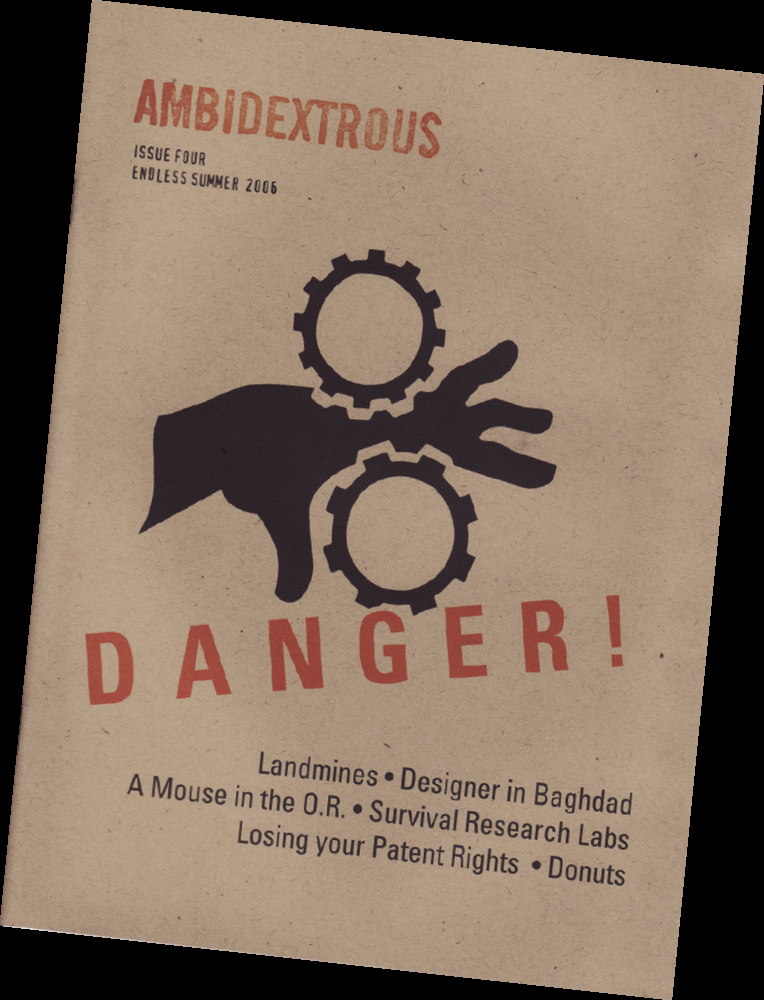 AMBIDEXTROUS
ISSUE FOUR
ENDLESS SUMMER 2006
DANGER!
Landmines • Designer in Baghdad
A Mouse in the O.R. • Survival Research Labs
Losing your Patent Rights • Donuts